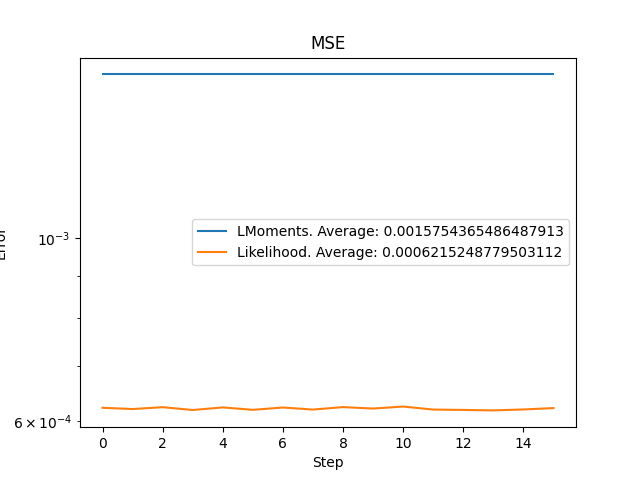 MSE
Error
10⁻³
6 × 10⁻⁴
LMoments. Average: 0.0015754365486487913
Likelihood. Average: 0.0006215248779503112
0 2 4 6 8 10 12 14
Step